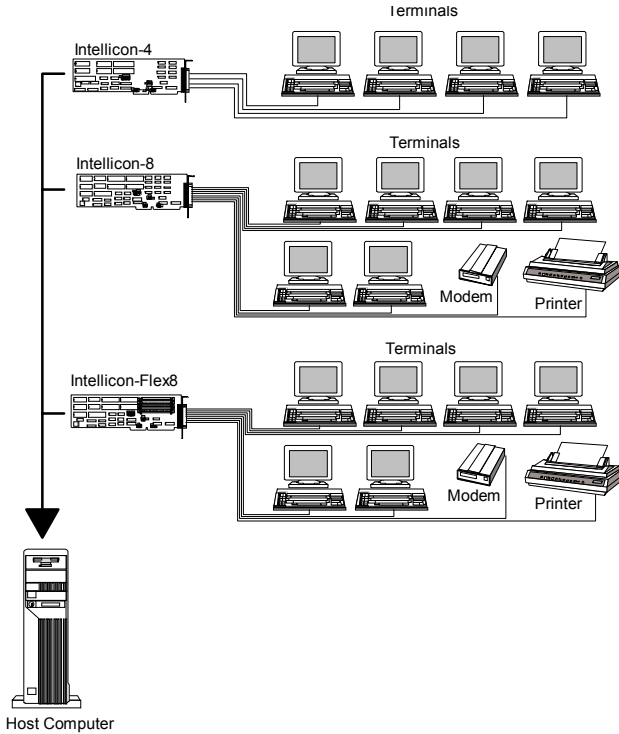 Terminals
Intellicon-4
Terminals
Intellicon-8
Modem
Printer
Terminals
Intellicon-Flex8
Modem
Printer
Host Computer